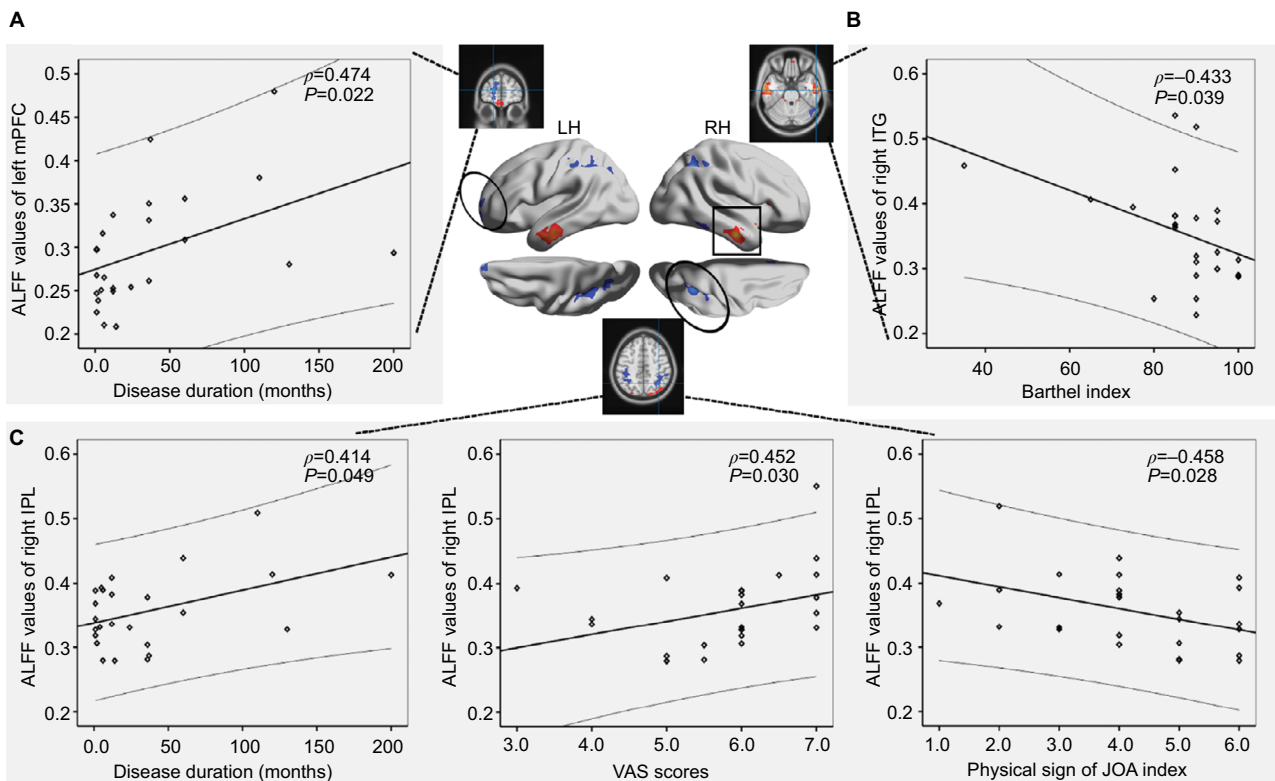 A
B
ρ=0.474
P=0.022
0.5
0.45
0.4
0.35
0.3
0.25
0.2
ALFF values of left mPFC
0.0 50 100 150 200
Disease duration (months)
LH
RH
ρ=–0.433
P=0.039
0.6
0.5
0.4
0.3
0.2
ALFF values of right ITG
40 60 80 100
Barthel index
C
ρ=0.414
P=0.049
0.6
0.5
0.4
0.3
0.2
ALFF values of right IPL
0.0 50 100 150 200
Disease duration (months)
ρ=0.452
P=0.030
0.6
0.5
0.4
0.3
0.2
ALFF values of right IPL
3.0 4.0 5.0 6.0 7.0
VAS scores
ρ=–0.458
P=0.028
0.6
0.5
0.4
0.3
0.2
ALFF values of right IPL
1.0 2.0 3.0 4.0 5.0 6.0
Physical sign of JOA index